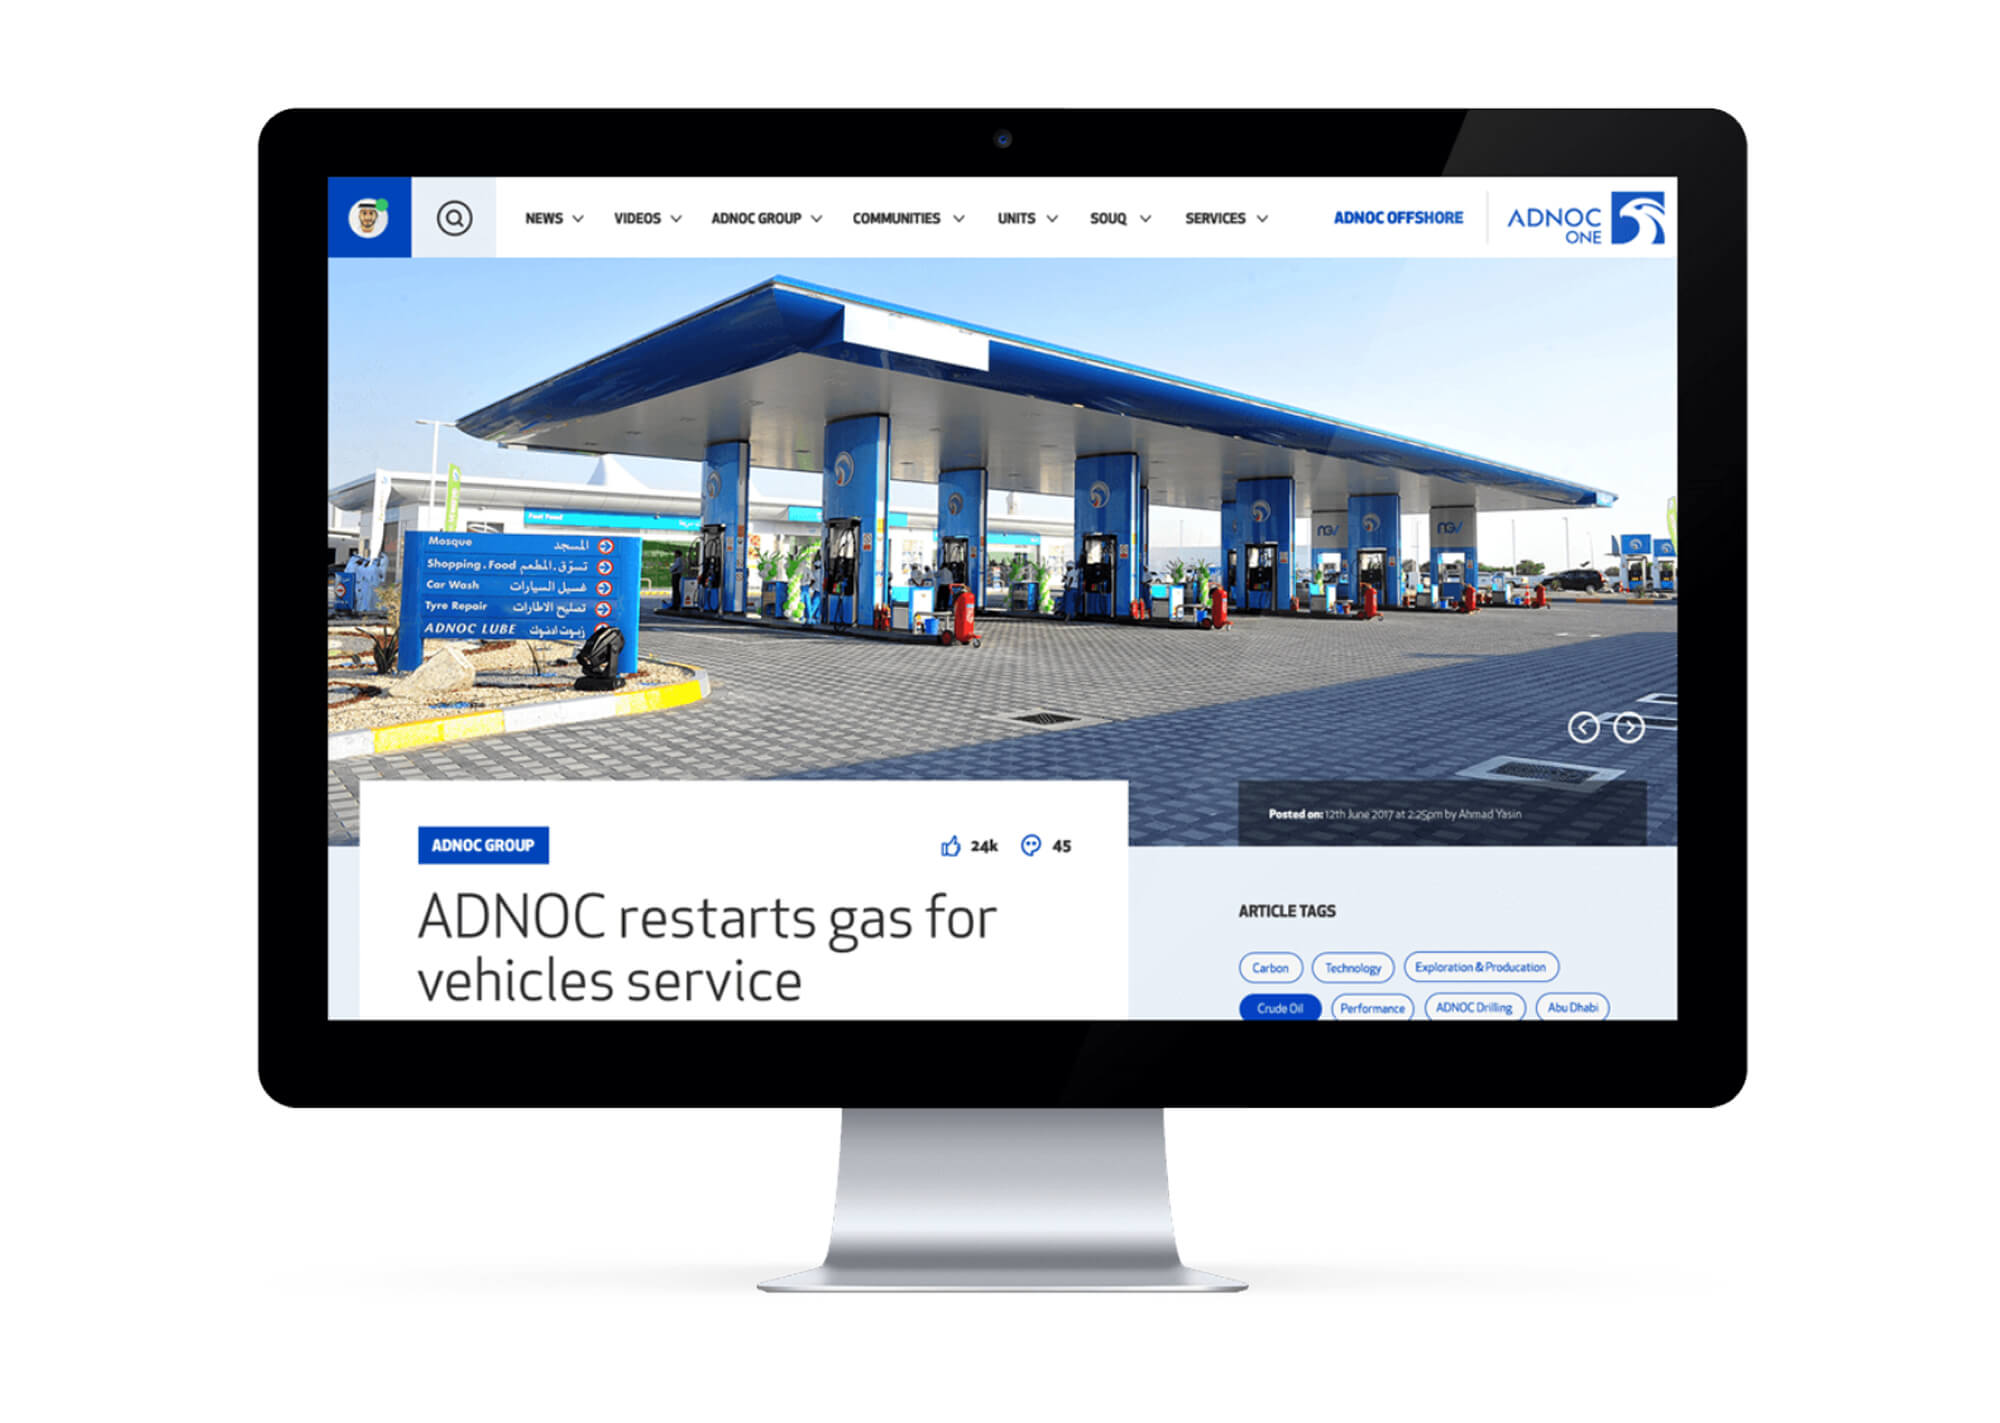 NEWS VIDEOS ADNOC GROUP COMMUNITIES UNITS SOUQ SERVICES ADNOC OFFSHORE
ADNOC
ONE
Fast Food
NGV
NGV
Mosque المسجد
Shopping . Food تسوّق . المطعم
Car Wash غسيل السيارات
Tyre Repair تصليح الاطارات
ADNOC LUBE زيوت ادنوك
Posted on: 12th June 2017 at 2:25pm by Ahmad Yasin
ADNOC GROUP 24k 45
ADNOC restarts gas for
vehicles service
ARTICLE TAGS
Carbon Technology Exploration & Producation
Crude Oil Performance ADNOC Drilling Abu Dhabi